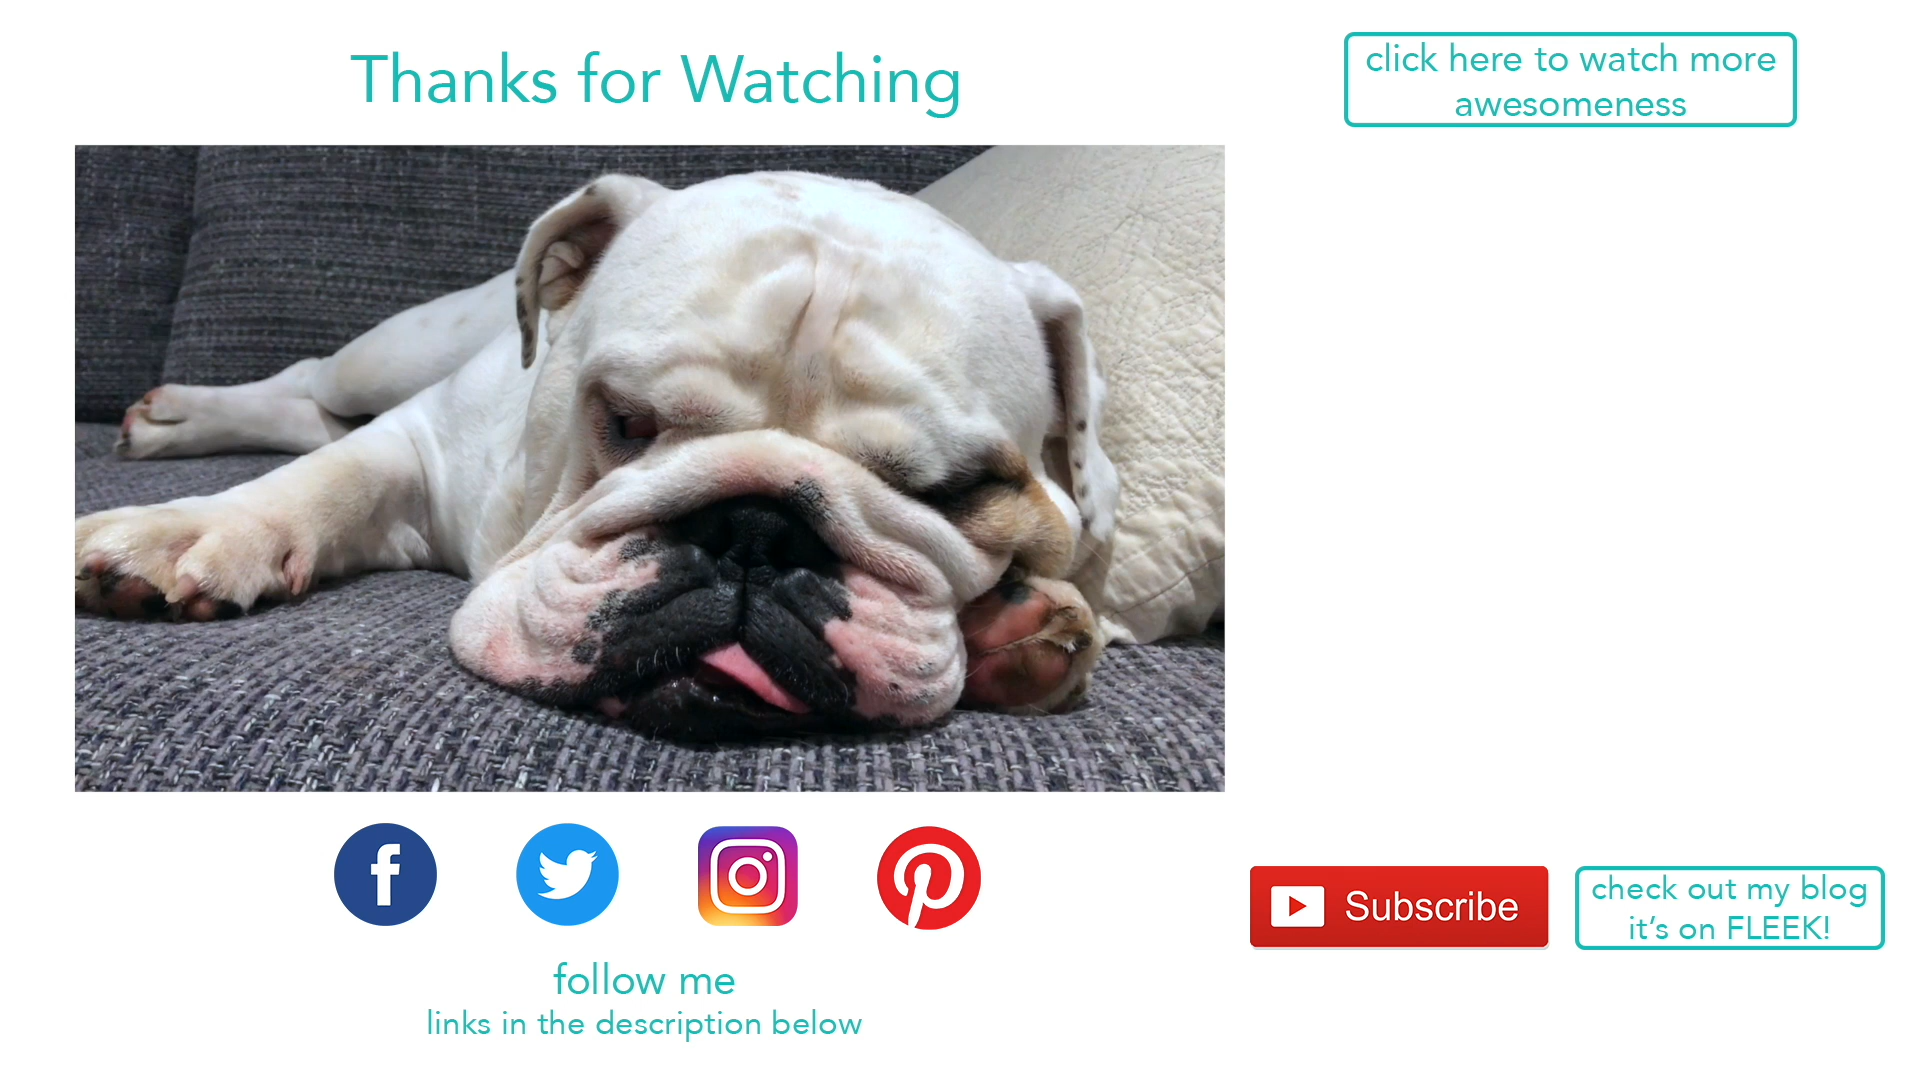 Thanks for Watching
click here to watch more
awesomeness
Subscribe
check out my blog
it's on FLEEK!
follow me
links in the description below